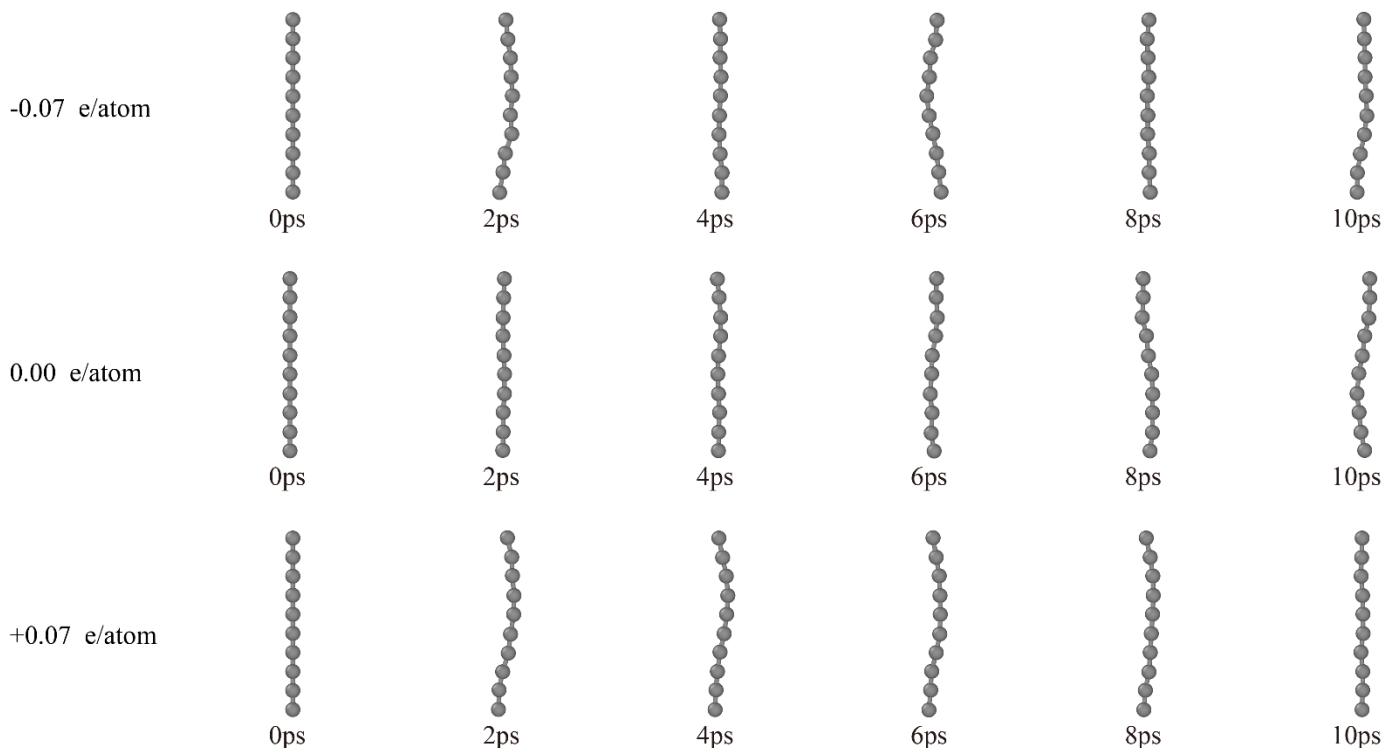 -0.07 e/atom
0ps 2ps 4ps 6ps 8ps 10ps
0.00 e/atom
0ps 2ps 4ps 6ps 8ps 10ps
+0.07 e/atom
0ps 2ps 4ps 6ps 8ps 10ps